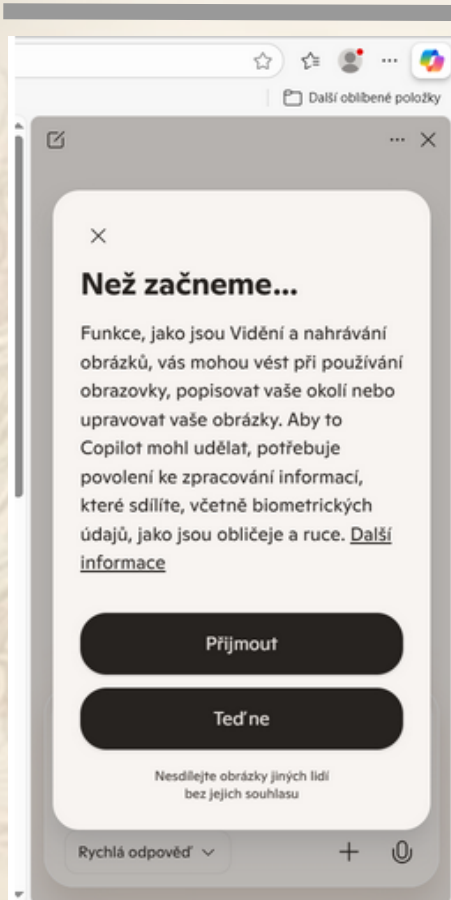 Další oblíbené položky
Než začneme...
Funkce, jako jsou Vidění a nahrávání
obrázků, vás mohou vést při používání
obrazovky, popisovat vaše okolí nebo
upravovat vaše obrázky. Aby to
Copilot mohl udělat, potřebuje
povolení ke zpracování informací,
které sdílíte, včetně biometrických
údajů, jako jsou obličeje a ruce. Další
informace
Přijmout
Teď ne
Nesdílejte obrázky jiných lidí
bez jejich souhlasu
Rychlá odpověď